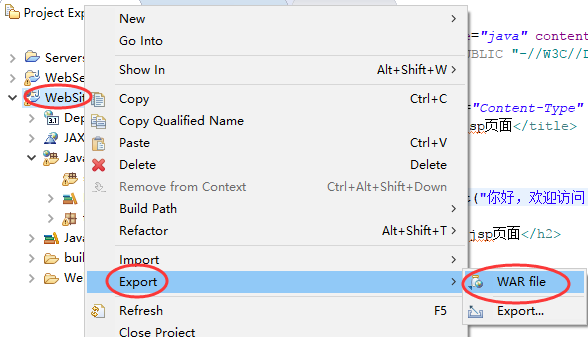 Project Expl
New
Go Into
Show In Alt+Shift+W
Copy Ctrl+C
Copy Qualified Name
Paste Ctrl+V
Delete Delete
Remove from Context Ctrl+Alt+Shift+Down
Build Path
Refactor Alt+Shift+T
Import
Export
Refresh F5
Close Project
WAR file
Export...
Servers
WebSe
WebSit
Dep
JAX
Java
Java
buil
We
e="java" content
PUBLIC "-//W3C//D
="Content-Type"
sp页面</title>
t("你好，欢迎访问
jsp页面</h2>